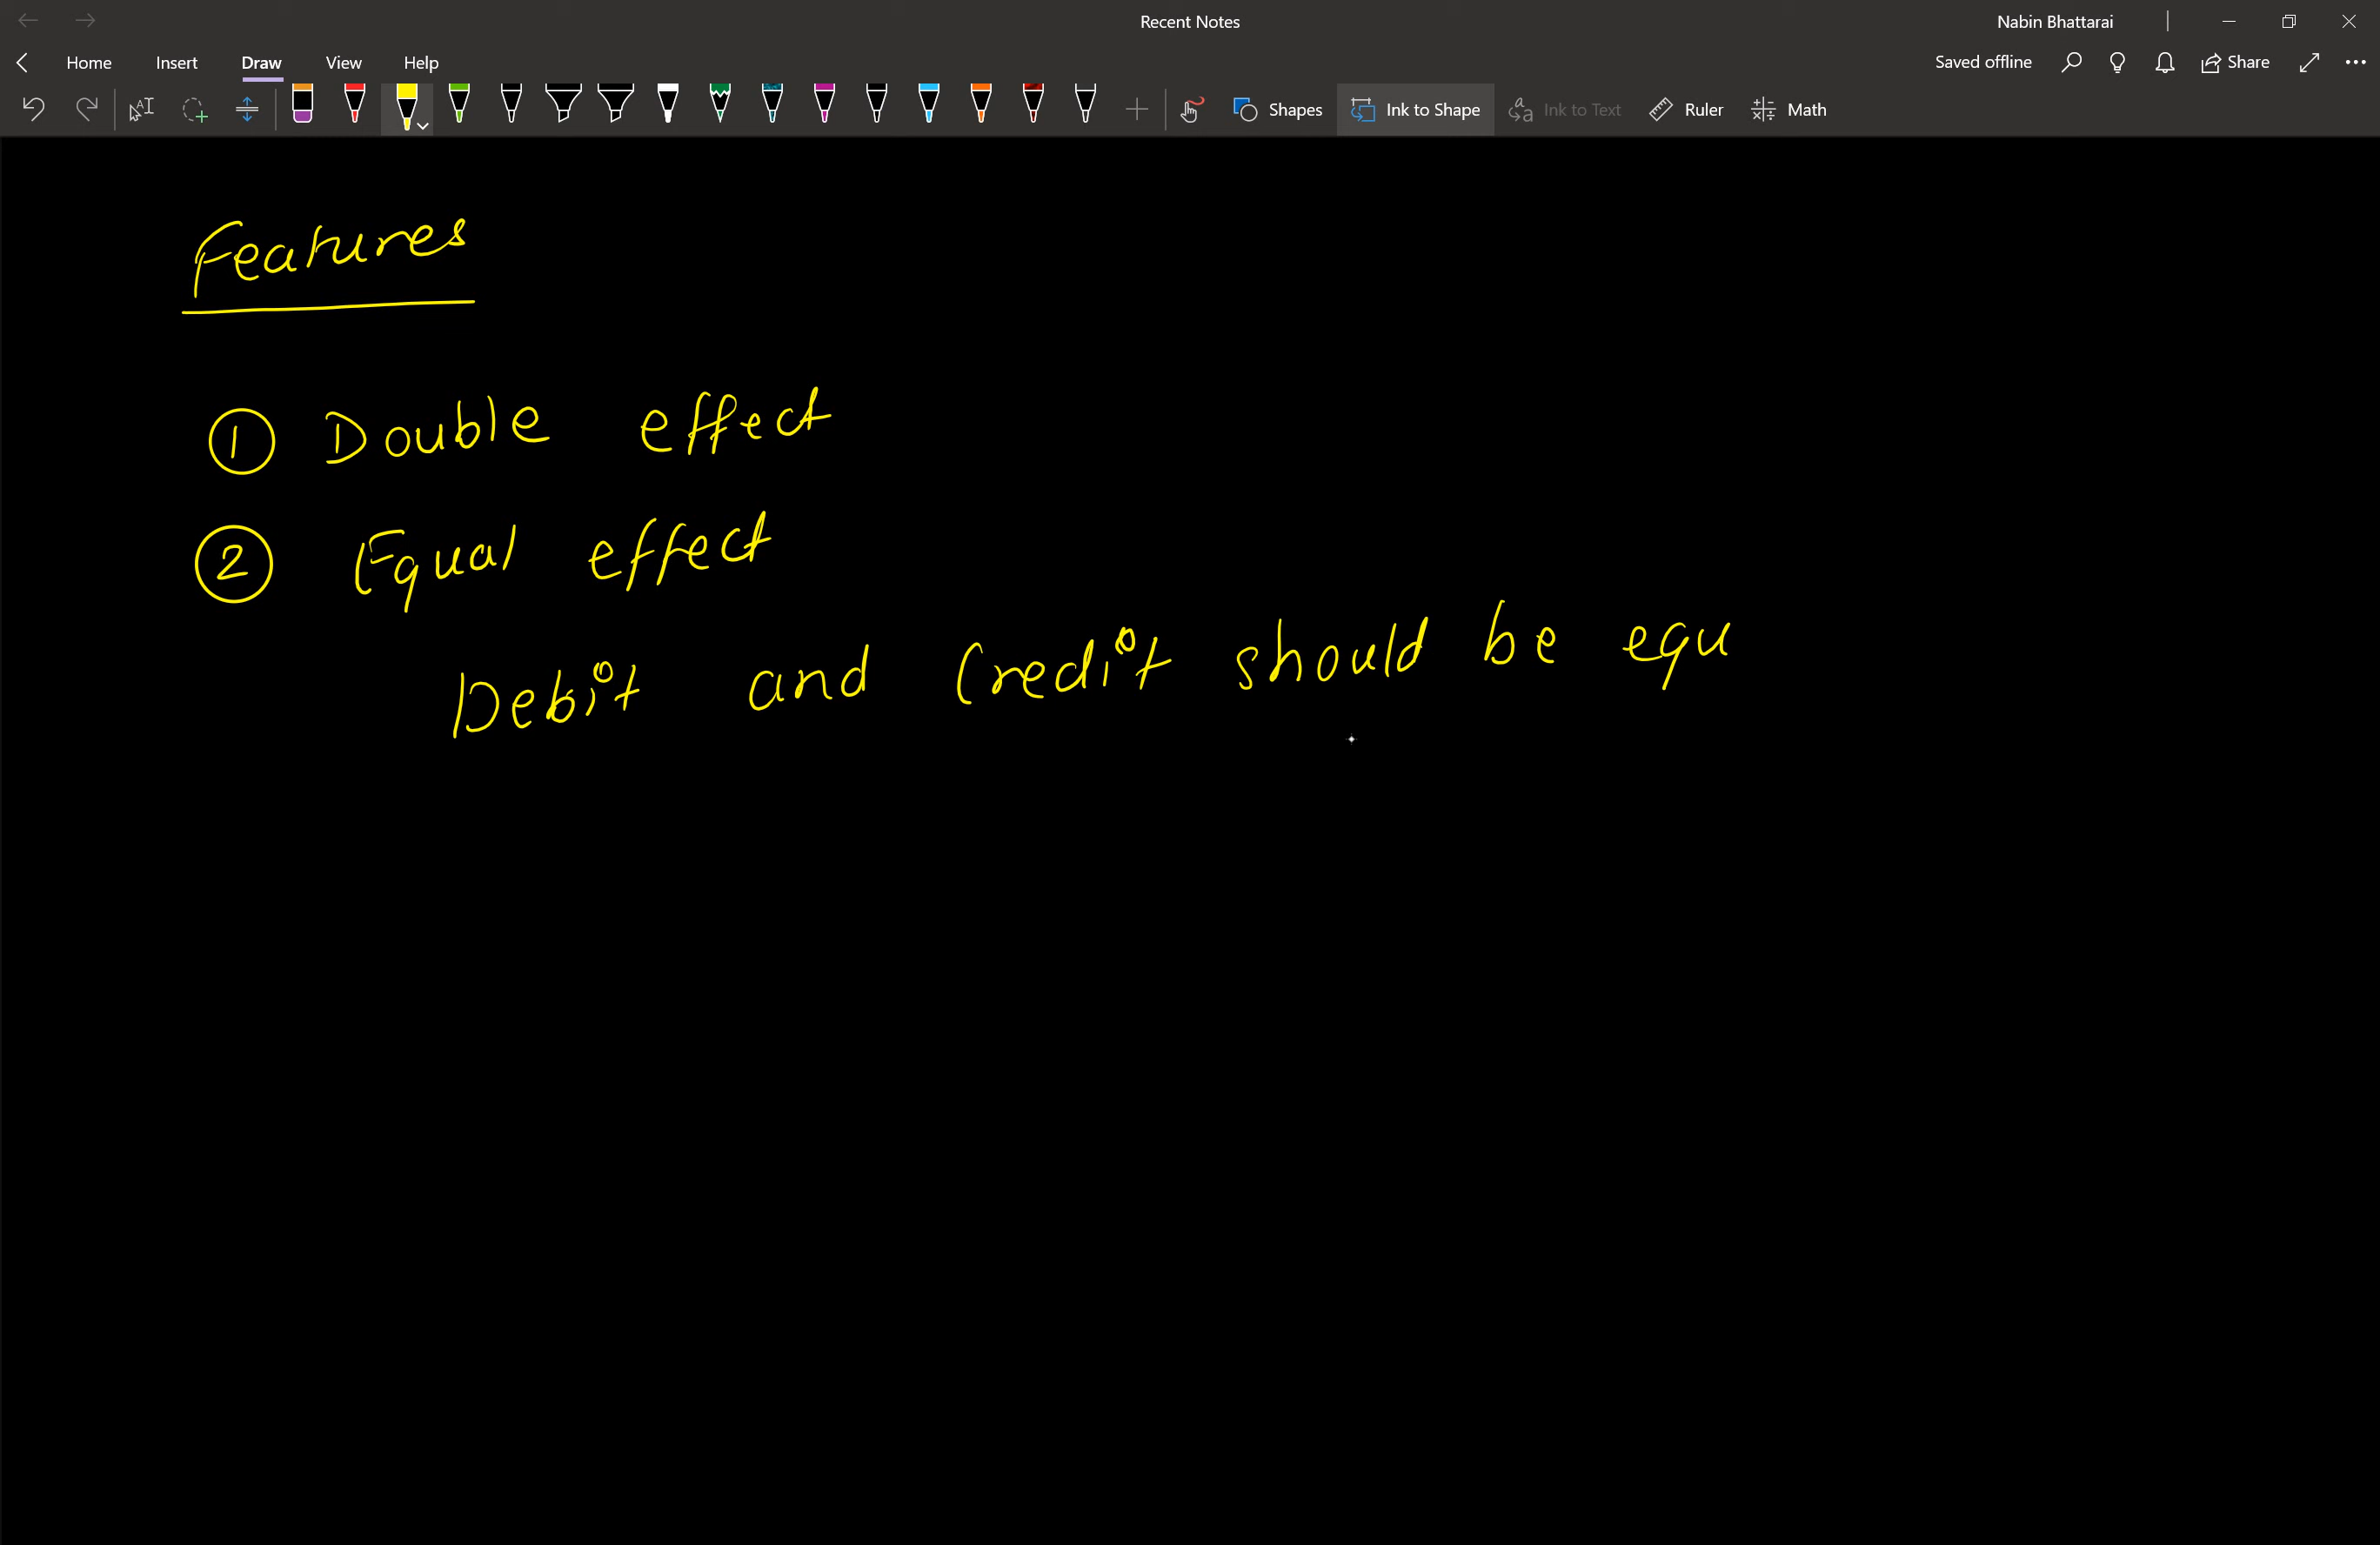 Recent Notes
Nabin Bhattarai
Home Insert Draw View Help
Saved offline
Share
Shapes Ink to Shape Ink to Text Ruler Math
Features
1 Double effect
2 Equal effect
Debit and Credit should be equ